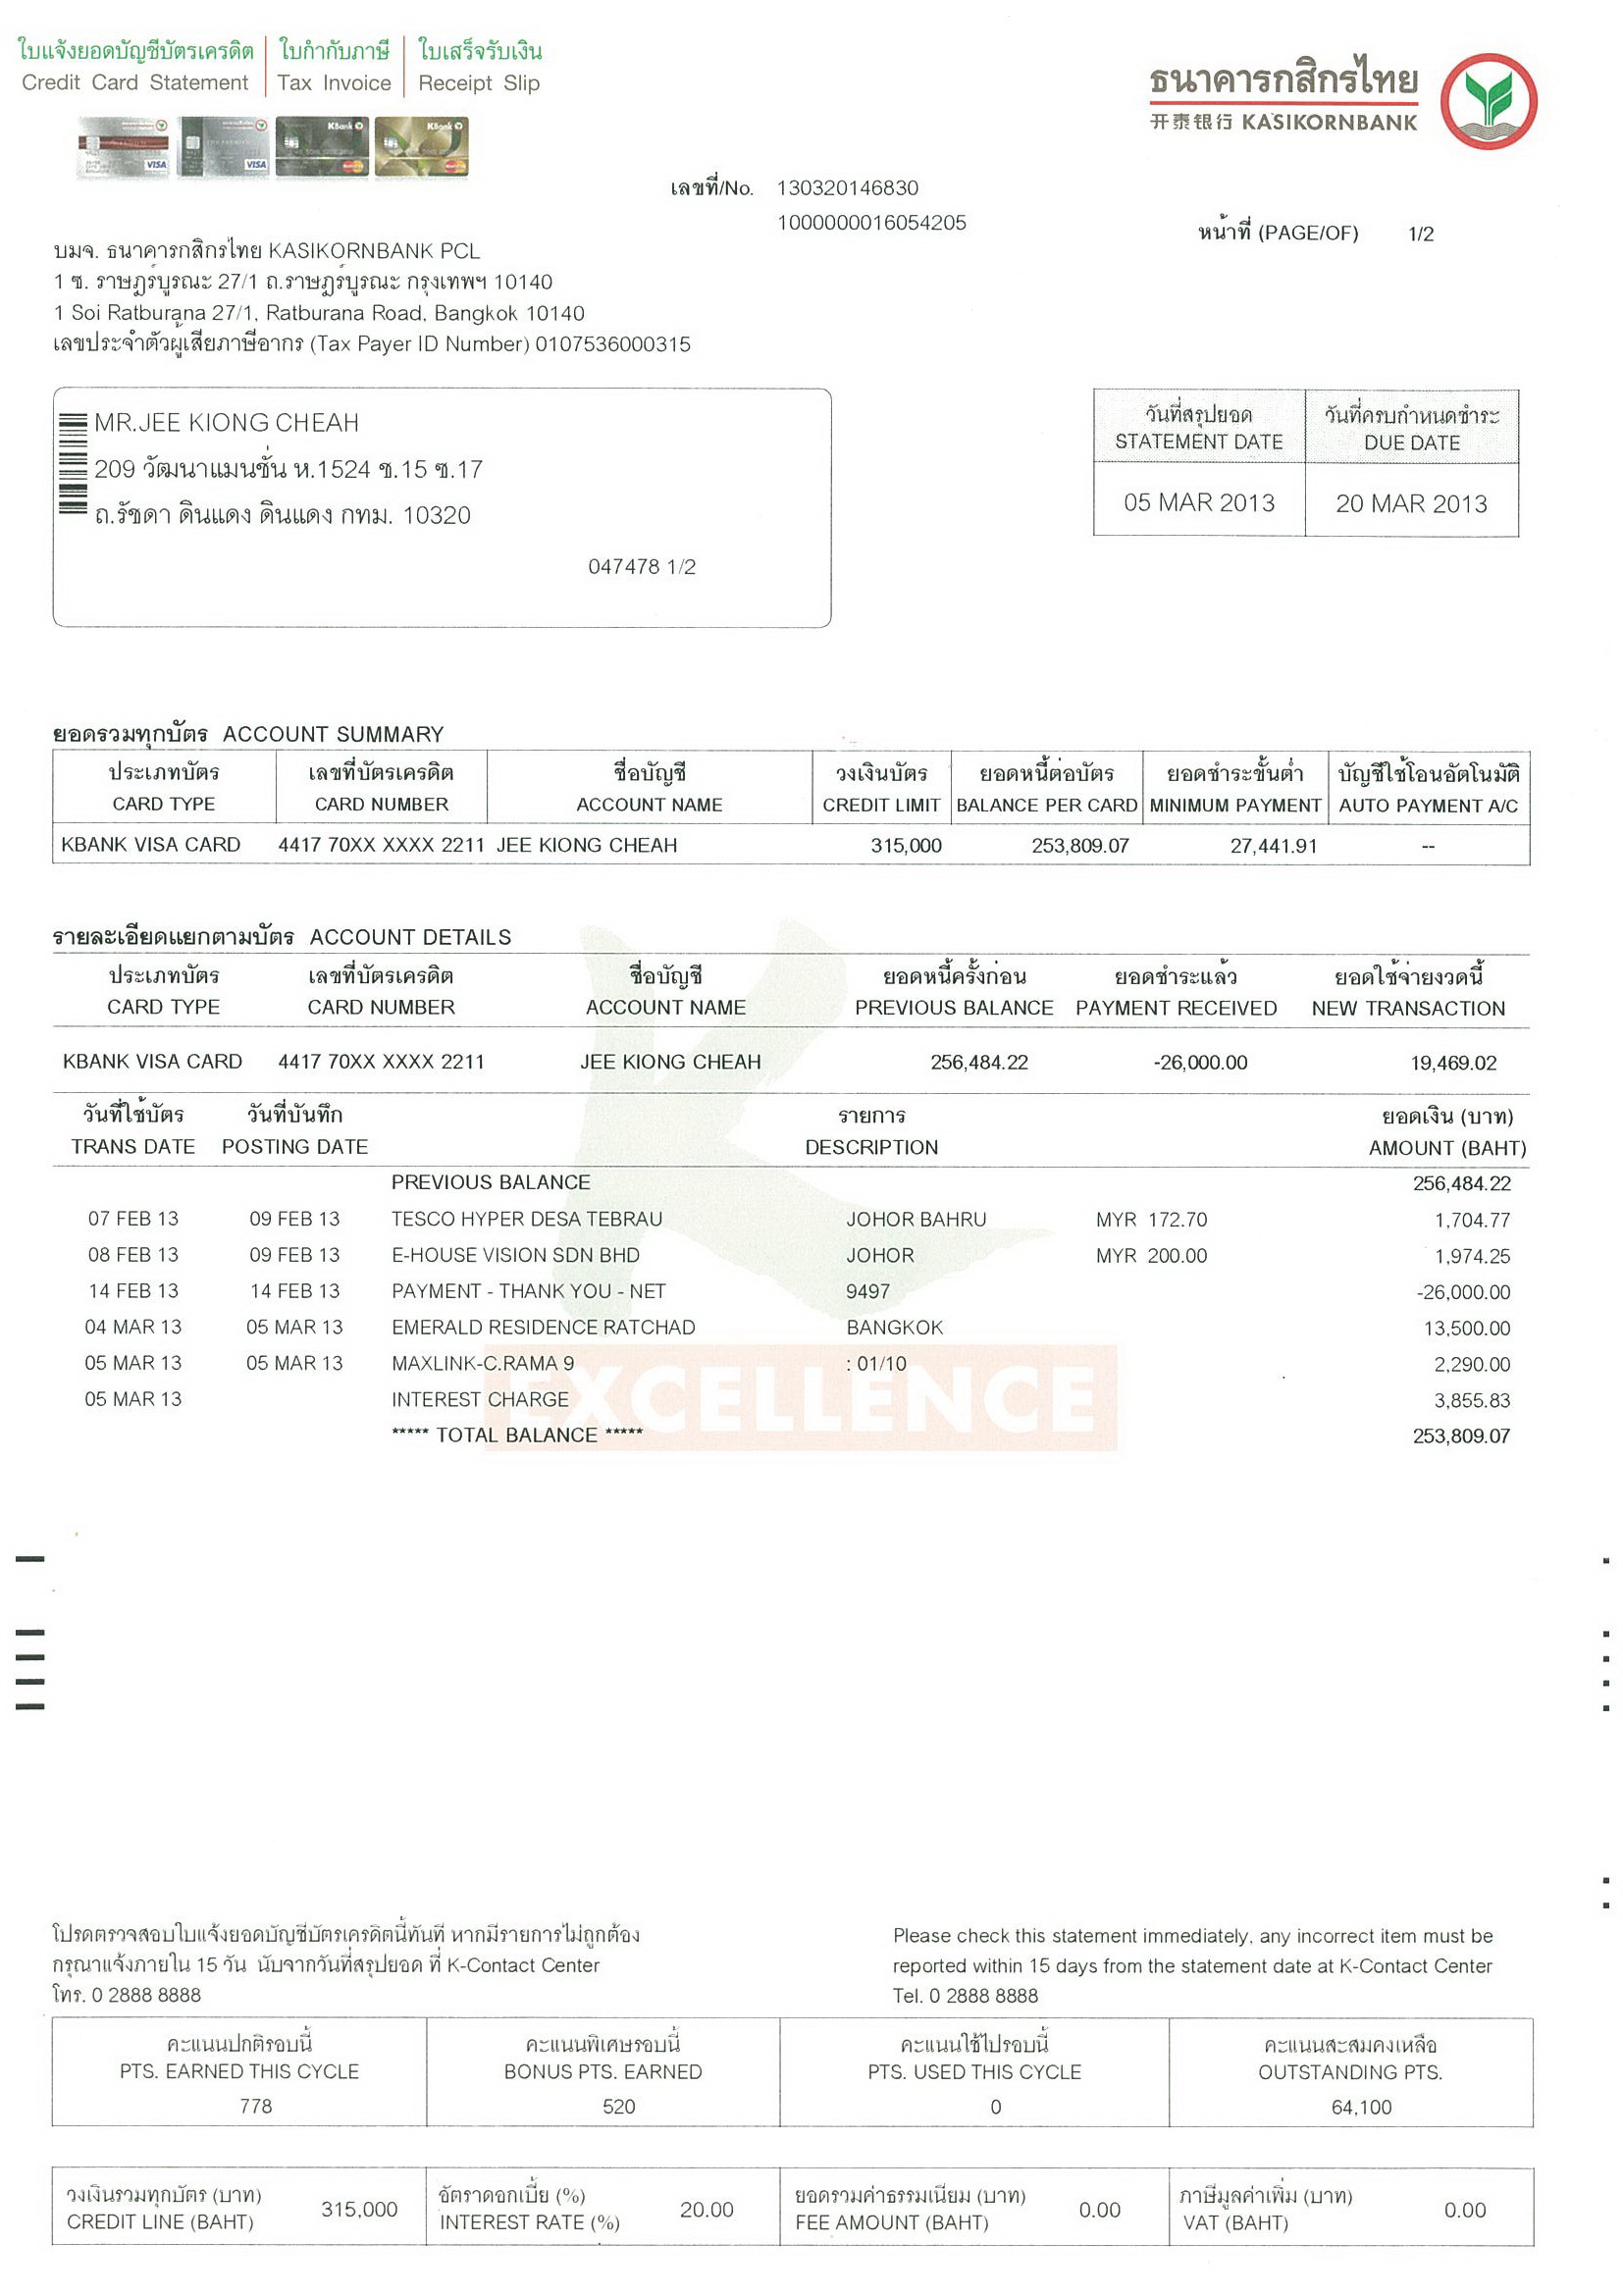 ใบแจ้งยอดบัญชีบัตรเครดิต ใบกำกับภาษี ใบเสร็จรับเงิน
Credit Card Statement Tax Invoice Receipt Slip
ธนาคารกสิกรไทย
开泰银行 KASIKORNBANK
เลขที่/No. 130320146830
1000000016054205
หน้าที่ (PAGE/OF) 1/2
บมจ. ธนาคารกสิกรไทย KASIKORNBANK PCL
1 ซ. ราษฎร์บูรณะ 27/1 ถ.ราษฎร์บูรณะ กรุงเทพฯ 10140
1 Soi Ratburana 27/1, Ratburana Road, Bangkok 10140
เลขประจำตัวผู้เสียภาษีอากร (Tax Payer ID Number) 0107536000315
MR.JEE KIONG CHEAH
209 วัฒนาแมนชั่น ห.1524 ช.15 ซ.17
ถ.รัชดา ดินแดง ดินแดง กทม. 10320
047478 1/2
วันที่สรุปยอด วันที่ครบกำหนดชำระ
STATEMENT DATE DUE DATE
05 MAR 2013 20 MAR 2013
ยอดรวมทุกบัตร ACCOUNT SUMMARY
ประเภทบัตร เลขที่บัตรเครดิต ชื่อบัญชี วงเงินบัตร ยอดหนี้ต่อบัตร ยอดชำระขั้นต่ำ บัญชีใช้โอนอัตโนมัติ
CARD TYPE CARD NUMBER ACCOUNT NAME CREDIT LIMIT BALANCE PER CARD MINIMUM PAYMENT AUTO PAYMENT A/C
KBANK VISA CARD 4417 70XX XXXX 2211 JEE KIONG CHEAH 315,000 253,809.07 27,441.91 --
รายละเอียดแยกตามบัตร ACCOUNT DETAILS
ประเภทบัตร เลขที่บัตรเครดิต ชื่อบัญชี ยอดหนี้ครั้งก่อน ยอดชำระแล้ว ยอดใช้จ่ายงวดนี้
CARD TYPE CARD NUMBER ACCOUNT NAME PREVIOUS BALANCE PAYMENT RECEIVED NEW TRANSACTION
KBANK VISA CARD 4417 70XX XXXX 2211 JEE KIONG CHEAH 256,484.22 -26,000.00 19,469.02
วันที่ใช้บัตร วันที่บันทึก รายการ ยอดเงิน (บาท)
TRANS DATE POSTING DATE DESCRIPTION AMOUNT (BAHT)
PREVIOUS BALANCE 256,484.22
07 FEB 13 09 FEB 13 TESCO HYPER DESA TEBRAU JOHOR BAHRU MYR 172.70 1,704.77
08 FEB 13 09 FEB 13 E-HOUSE VISION SDN BHD JOHOR MYR 200.00 1,974.25
14 FEB 13 14 FEB 13 PAYMENT - THANK YOU - NET 9497 -26,000.00
04 MAR 13 05 MAR 13 EMERALD RESIDENCE RATCHAD BANGKOK 13,500.00
05 MAR 13 05 MAR 13 MAXLINK-C.RAMA 9 : 01/10 2,290.00
05 MAR 13 INTEREST CHARGE 3,855.83
EXCELLENCE
***** TOTAL BALANCE ***** 253,809.07
โปรดตรวจสอบใบแจ้งยอดบัญชีบัตรเครดิตนี้ทันที หากมีรายการไม่ถูกต้อง
กรุณาแจ้งภายใน 15 วัน นับจากวันที่สรุปยอด ที่ K-Contact Center
โทร. 0 2888 8888
Please check this statement immediately, any incorrect item must be
reported within 15 days from the statement date at K-Contact Center
Tel. 0 2888 8888
คะแนนปกติรอบนี้ คะแนนพิเศษรอบนี้ คะแนนใช้ไปรอบนี้ คะแนนสะสมคงเหลือ
PTS. EARNED THIS CYCLE BONUS PTS. EARNED PTS. USED THIS CYCLE OUTSTANDING PTS.
778 520 0 64,100
วงเงินรวมทุกบัตร (บาท) 315,000 อัตราดอกเบี้ย (%) 20.00 ยอดรวมค่าธรรมเนียม (บาท) 0.00 ภาษีมูลค่าเพิ่ม (บาท) 0.00
CREDIT LINE (BAHT) INTEREST RATE (%) FEE AMOUNT (BAHT) VAT (BAHT)